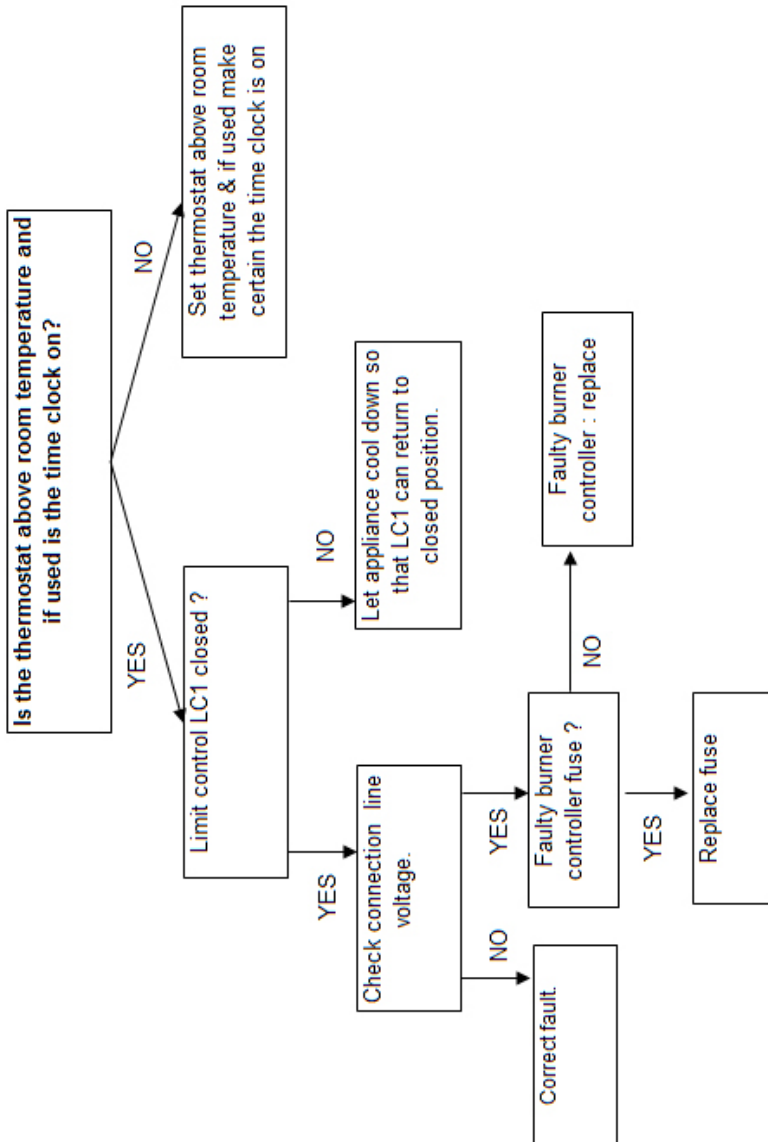 Is the thermostat above room temperature and
if used is the time clock on?
YES
NO
Limit control LC1 closed ?
Set thermostat above room
temperature & if used make
certain the time clock is on
YES
NO
Check connection line
voltage.
Let appliance cool down so
that LC1 can return to
closed position.
NO
YES
Correct fault.
Faulty burner
controller fuse ?
NO
Faulty burner
controller : replace
YES
Replace fuse